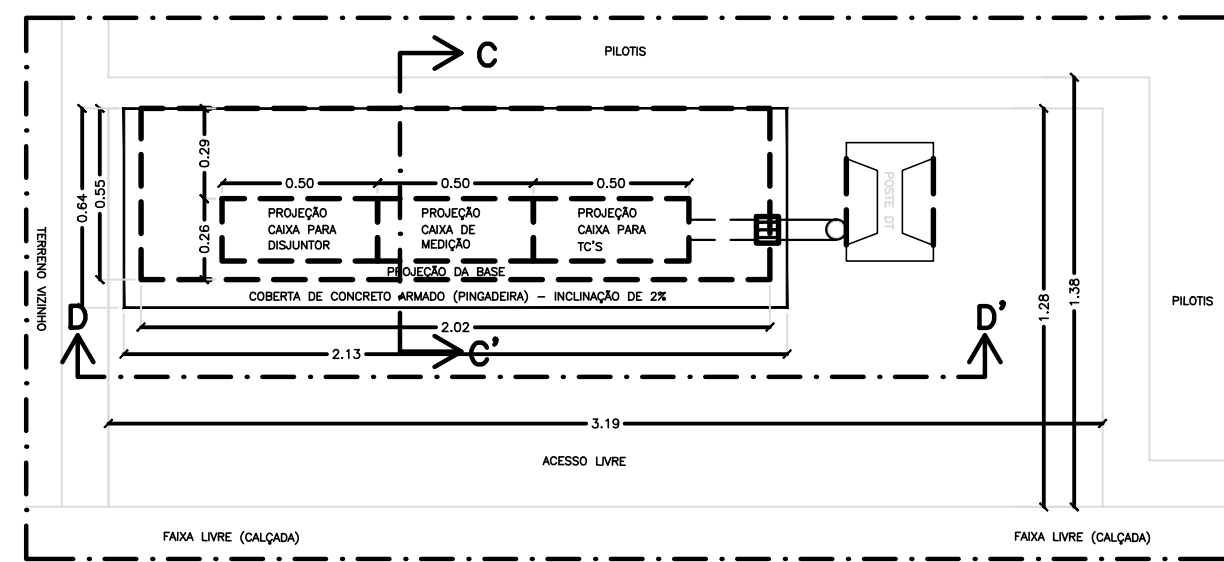 PILOTIS
C
0.29
0.64
0.55
0.50
0.50
0.50
PROJEÇÃO
CAIXA PARA
DISJUNTOR
PROJEÇÃO
CAIXA DE
MEDIÇÃO
PROJEÇÃO
CAIXA PARA
TC'S
POSTE DT
0.26
PROJEÇÃO DA BASE
COBERTA DE CONCRETO ARMADO (PINGADEIRA) – INCLINAÇÃO DE 2%
TERRENO VIZINHO
D
2.02
2.13
C'
D'
1.28
1.38
PILOTIS
3.19
ACESSO LIVRE
FAIXA LIVRE (CALÇADA)
FAIXA LIVRE (CALÇADA)